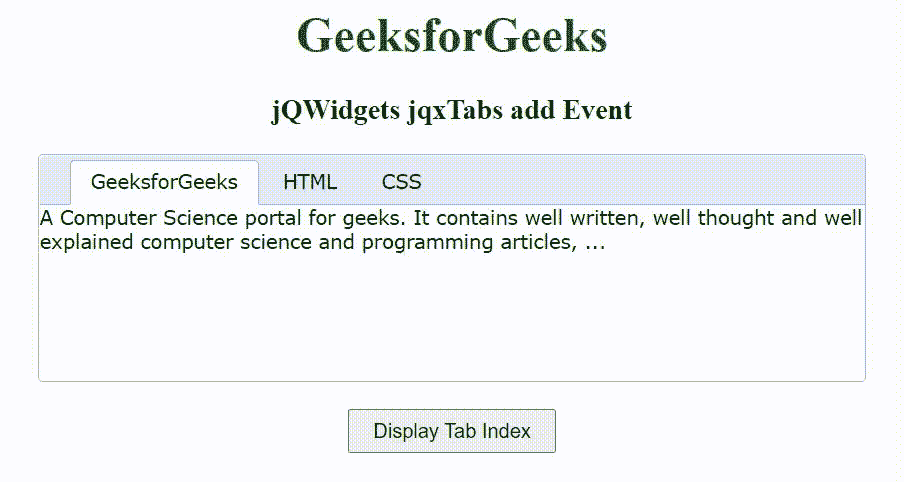 GeeksforGeeks
jQWidgets jqxTabs add Event
GeeksforGeeks HTML CSS
A Computer Science portal for geeks. It contains well written, well thought and well
explained computer science and programming articles, ...
Display Tab Index